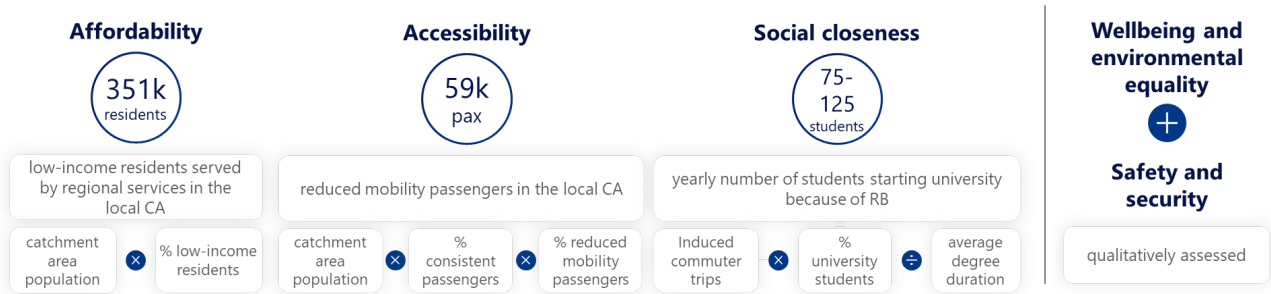 Affordability
351k
residents
low-income residents served
by regional services in the
local CA
catchment
area
population
×
% low-income
residents
Accessibility
59k
pax
reduced mobility passengers in the local CA
catchment
area
population
×
%
consistent
passengers
×
% reduced
mobility
passengers
Social closeness
75-
125
students
yearly number of students starting university
because of RB
Induced
commuter
trips
×
%
university
students
÷
average
degree
duration
Wellbeing and
environmental
equality
+
Safety and
security
qualitatively assessed